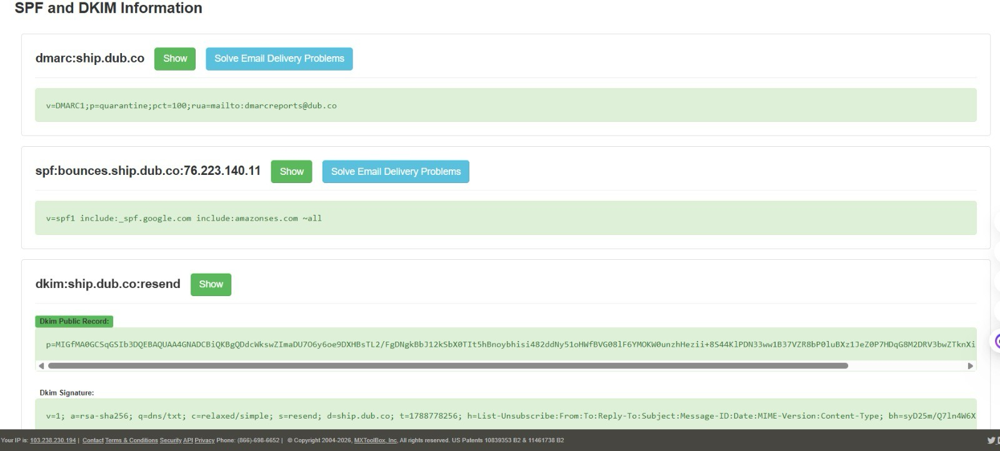 SPF and DKIM Information
dmarc:ship.dub.co Show Solve Email Delivery Problems
v=DMARC1;p=quarantine;pct=100;rua=mailto:dmarcreports@dub.co
spf:bounces.ship.dub.co:76.223.140.11 Show Solve Email Delivery Problems
v=spf1 include:_spf.google.com include:amazonses.com ~all
dkim:ship.dub.co:resend Show
Dkim Public Record:
p=MIGfMA0GCSqGSIb3DQEBAQUAA4GNADCBiQKBgQDdcWkswZImaDU7O6y6oe9DXHBsTL2/FgDNgkBbJ12kSbX0TIt5hBnoybhisi482ddNy51oHWfBVG08lF6YMOKW0unzhHezii+8S44KlPDN33ww1B37VZR8bP0luBXz1JeZ0P7HDqG8M2DRV3bwZTknXi
Dkim Signature:
v=1; a=rsa-sha256; q=dns/txt; c=relaxed/simple; s=resend; d=ship.dub.co; t=1788778256; h=List-Unsubscribe:From:To:Reply-To:Subject:Message-ID:Date:MIME-Version:Content-Type; bh=syD25m/Q7ln4W6X
Your IP is: 103.238.230.194 | Contact Terms & Conditions Security API Privacy Phone: (866)-698-6652 | © Copyright 2004-2026, MXToolBox, Inc, All rights reserved. US Patents 10839353 B2 & 11461738 B2